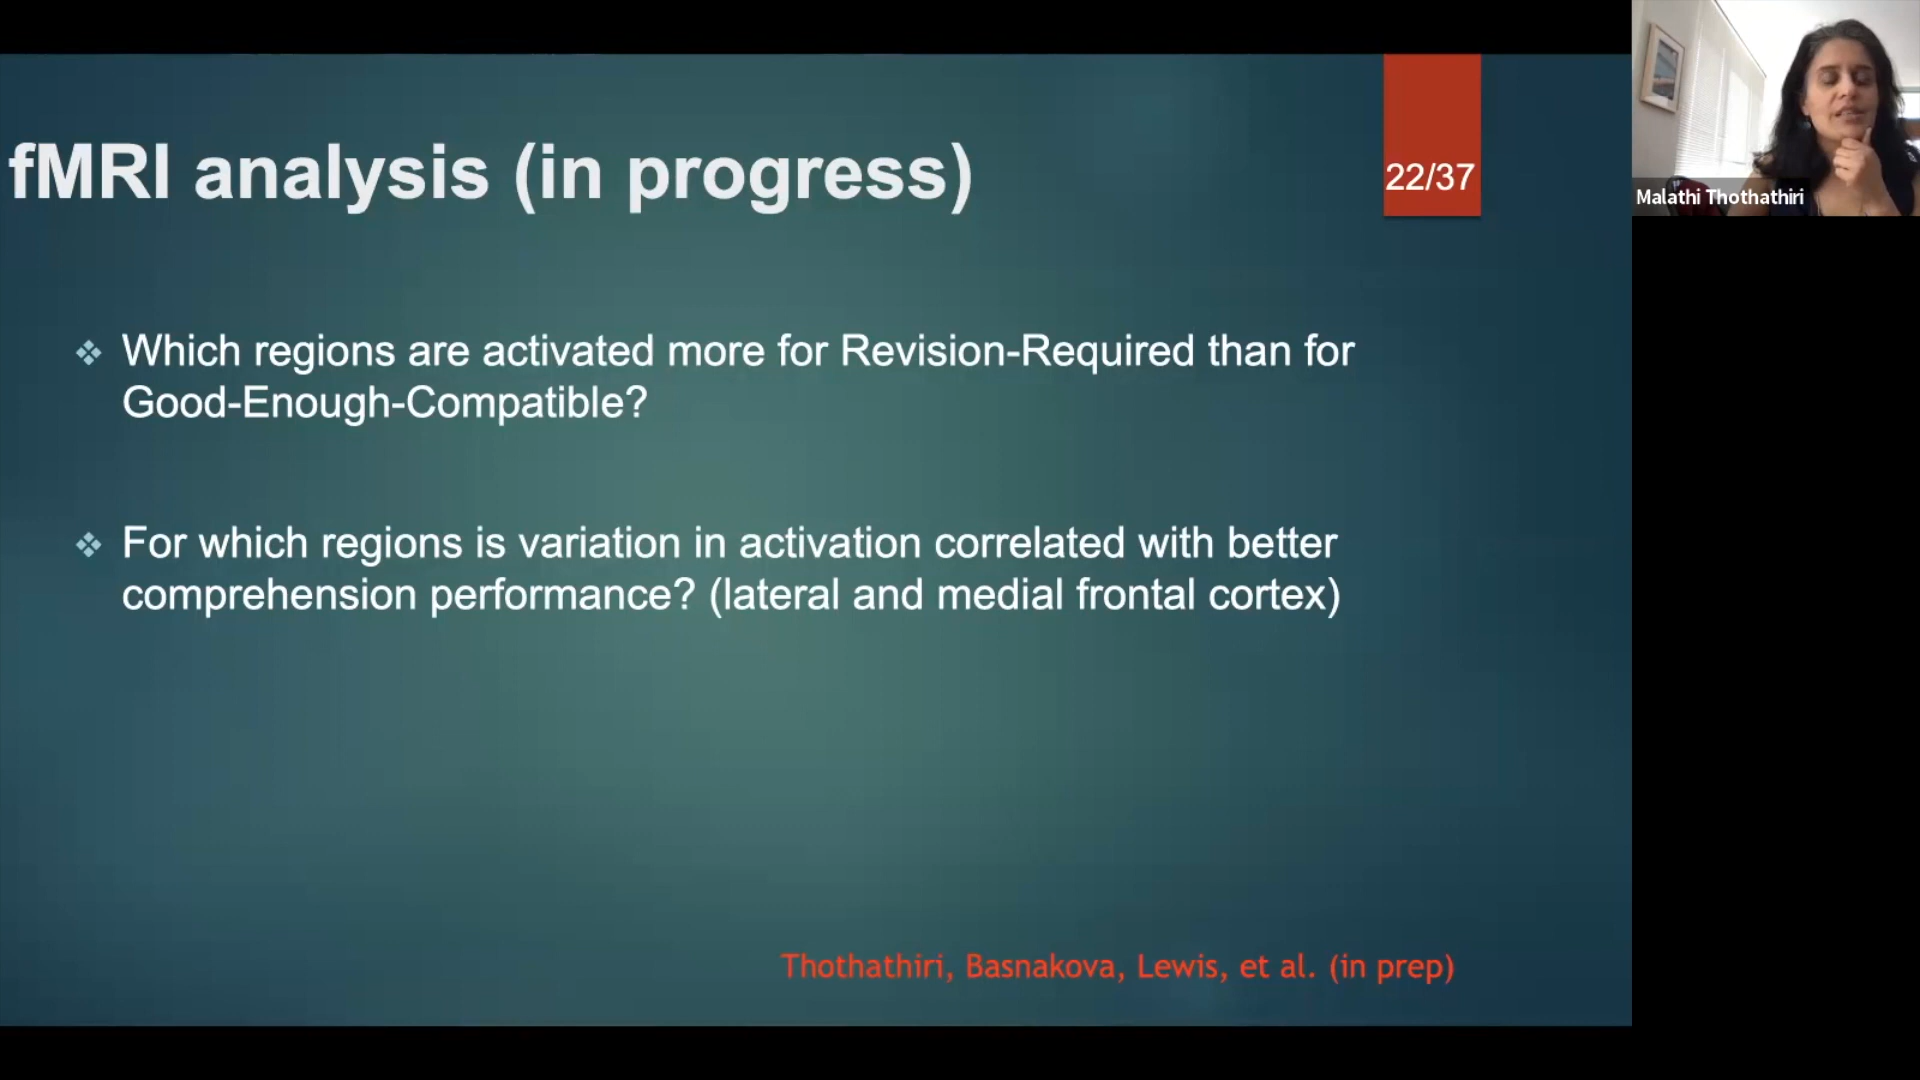 fMRI analysis (in progress)
22/37
Malathi Thothathiri
Which regions are activated more for Revision-Required than for
Good-Enough-Compatible?
For which regions is variation in activation correlated with better
comprehension performance? (lateral and medial frontal cortex)
Thothathiri, Basnakova, Lewis, et al. (in prep)